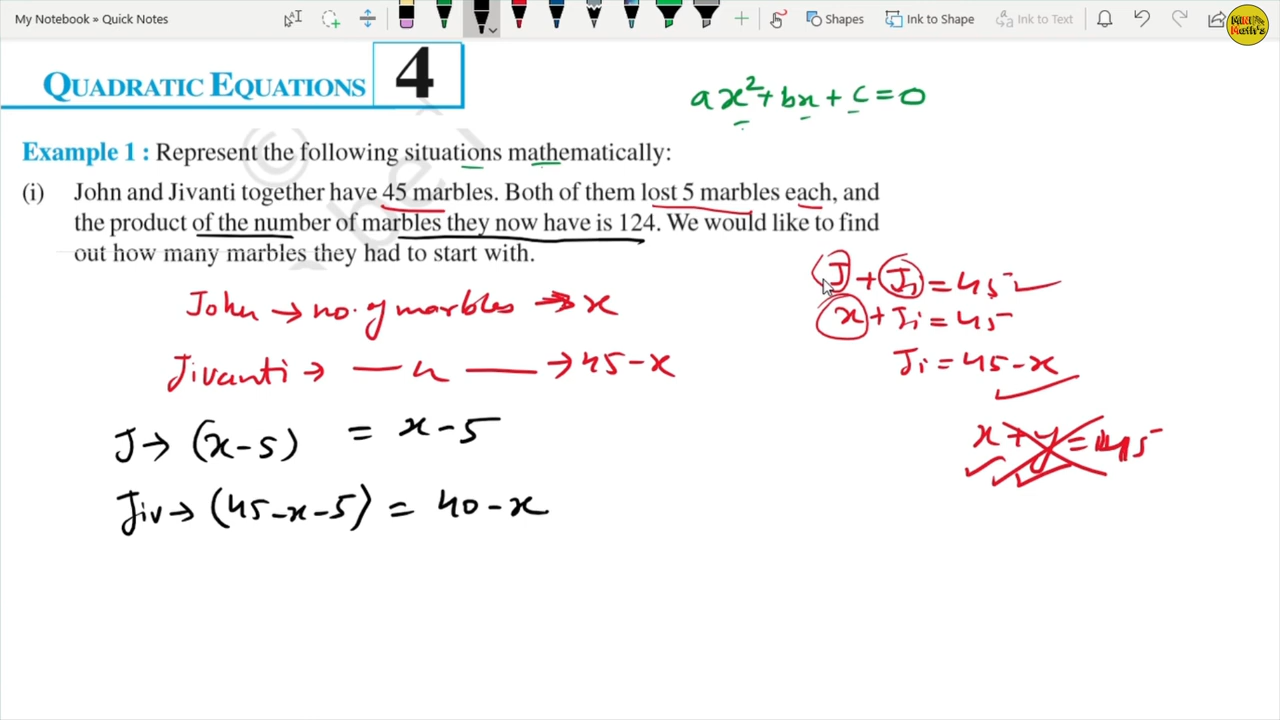 My Notebook » Quick Notes
Shapes
Ink to Shape
Ink to Text
MINI Math's
QUADRATIC EQUATIONS 4
ax²+bx+c=0
Example 1 : Represent the following situations mathematically:
(i) John and Jivanti together have 45 marbles. Both of them lost 5 marbles each, and
the product of the number of marbles they now have is 124. We would like to find
out how many marbles they had to start with.
J + Ji = 45
John → no. of marbles → x
x + Ji = 45
Jivanti → — 〃 — → 45 - x
Ji = 45 - x
J → (x-5) = x - 5
x + y = 45
Jiv → (45 - x - 5) = 40 - x